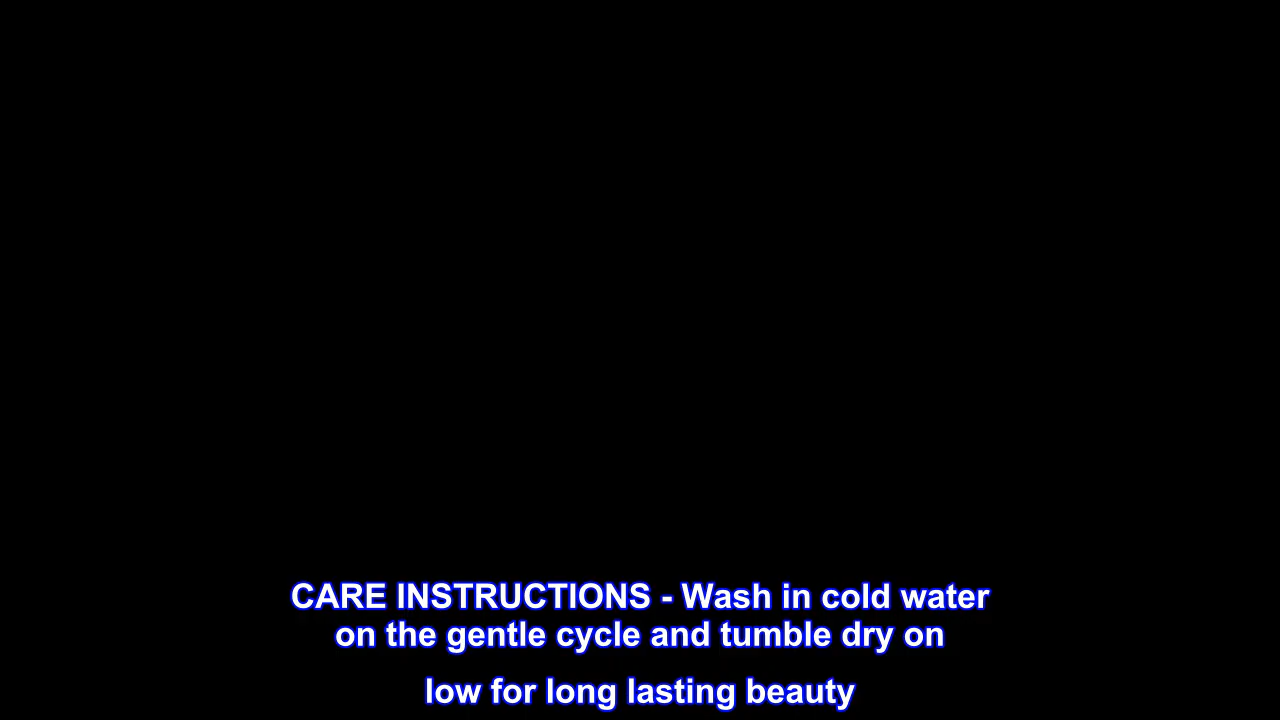 CARE INSTRUCTIONS - Wash in cold water
on the gentle cycle and tumble dry on
low for long lasting beauty